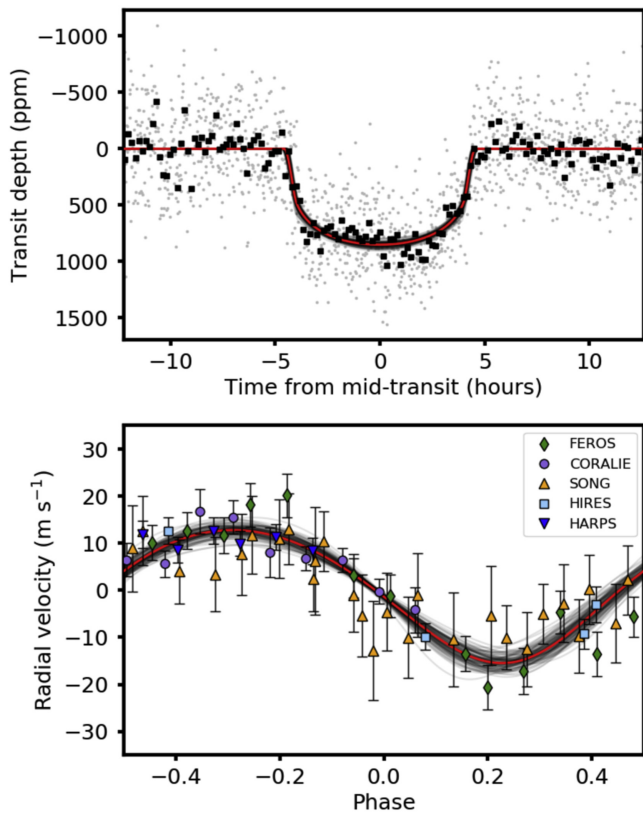 −1000
−500
0
500
1000
1500
Transit depth (ppm)
−10 −5 0 5 10
Time from mid-transit (hours)
30
20
10
0
−10
−20
−30
Radial velocity (m s⁻¹)
FEROS
CORALIE
SONG
HIRES
HARPS
−0.4 −0.2 0.0 0.2 0.4
Phase